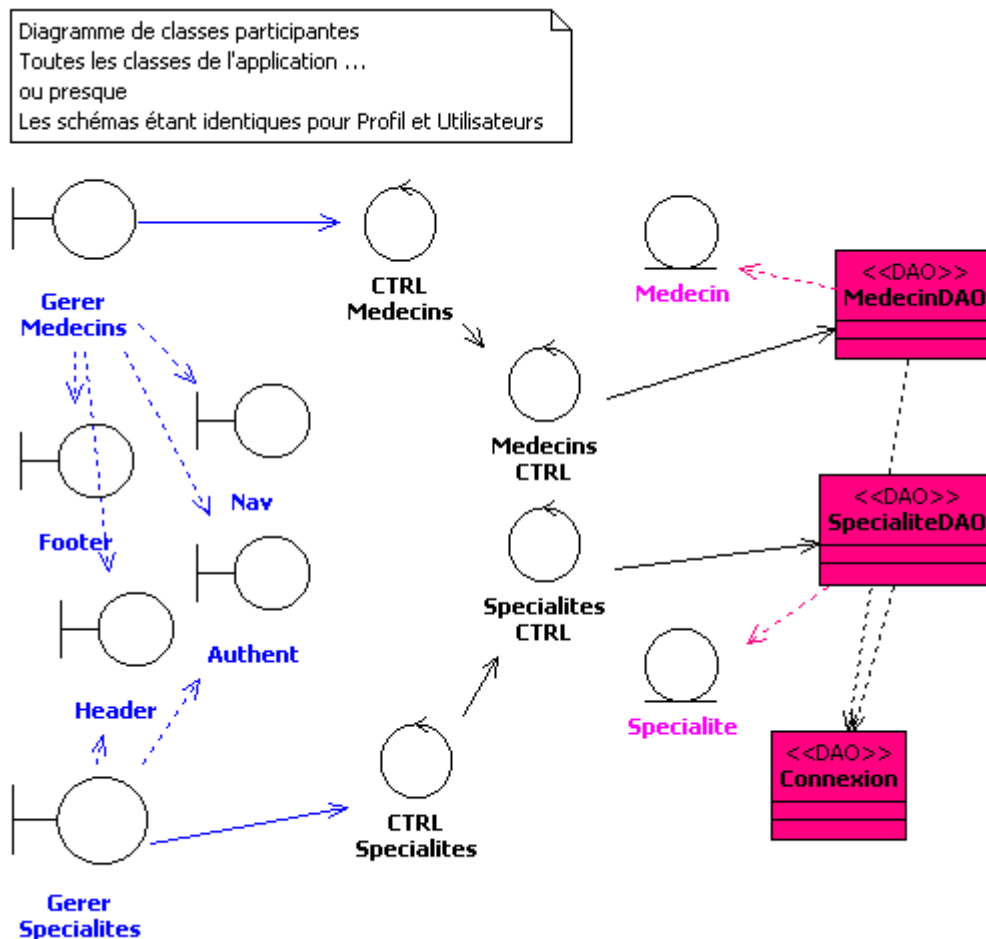 Diagramme de classes participantes
Toutes les classes de l'application ...
ou presque
Les schémas étant identiques pour Profil et Utilisateurs
Gerer
Medecins
CTRL
Medecins
Medecin
<<DAO>>
MedecinDAO
Medecins
CTRL
Nav
Footer
<<DAO>>
SpecialiteDAO
Specialites
CTRL
Authent
Header
Specialite
<<DAO>>
Connexion
CTRL
Specialites
Gerer
Specialites